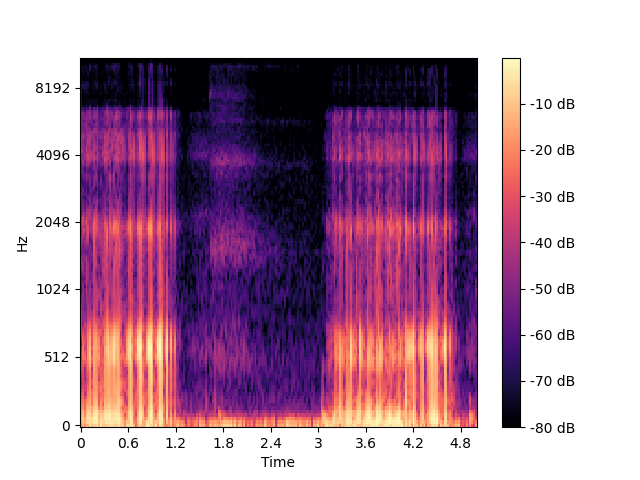 8192
4096
2048
1024
512
0
Hz
0 0.6 1.2 1.8 2.4 3 3.6 4.2 4.8
Time
-10 dB
-20 dB
-30 dB
-40 dB
-50 dB
-60 dB
-70 dB
-80 dB